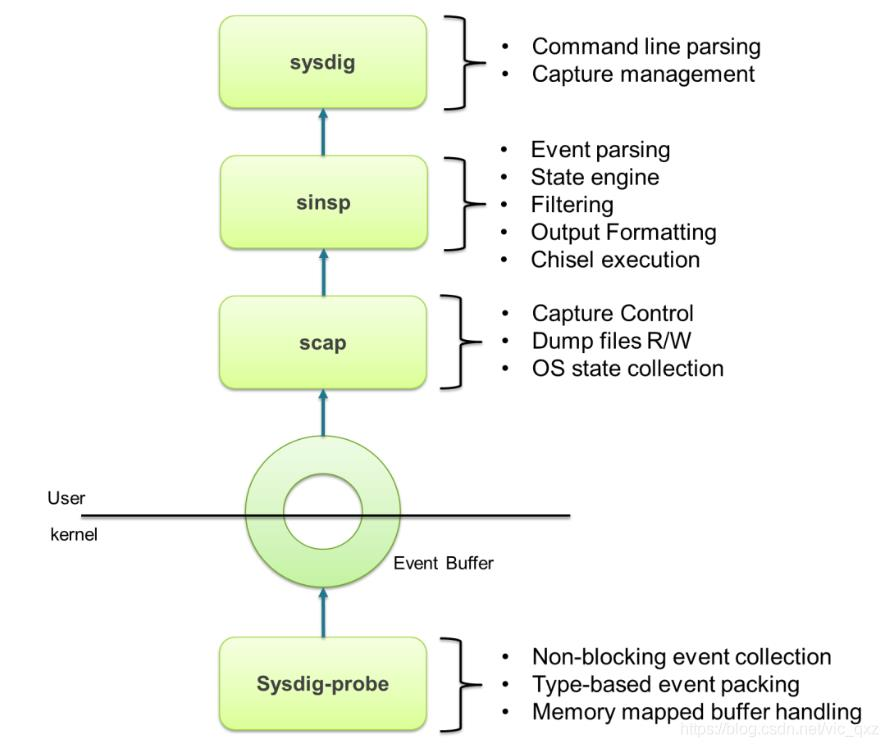 sysdig
• Command line parsing
• Capture management
sinsp
• Event parsing
• State engine
• Filtering
• Output Formatting
• Chisel execution
scap
• Capture Control
• Dump files R/W
• OS state collection
User
kernel
Event Buffer
Sysdig-probe
• Non-blocking event collection
• Type-based event packing
• Memory mapped buffer handling
https://blog.csdn.net/vic_qxz